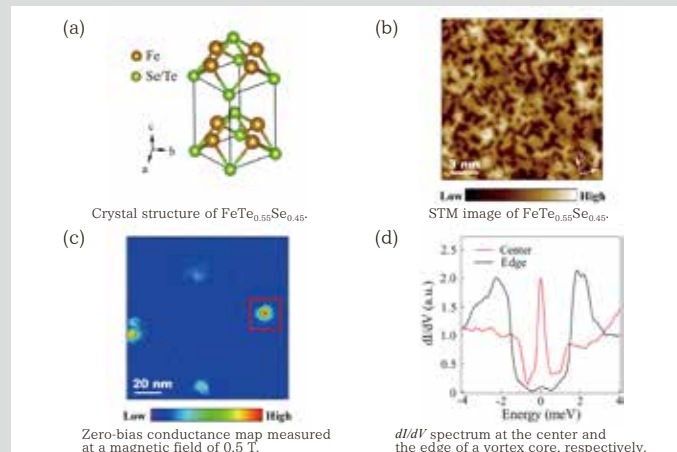 (a)
Fe
Se/Te
c
b
a
Crystal structure of FeTe₀.₅₅Se₀.₄₅.
(b)
3 nm
Low High
STM image of FeTe₀.₅₅Se₀.₄₅.
(c)
20 nm
Low High
Zero-bias conductance map measured
at a magnetic field of 0.5 T.
(d)
Center
Edge
dI/dV (a.u.)
2.5
2.0
1.5
1.0
0.5
0
-4 -2 0 2 4
Energy (meV)
dI/dV spectrum at the center and
the edge of a vortex core, respectively.